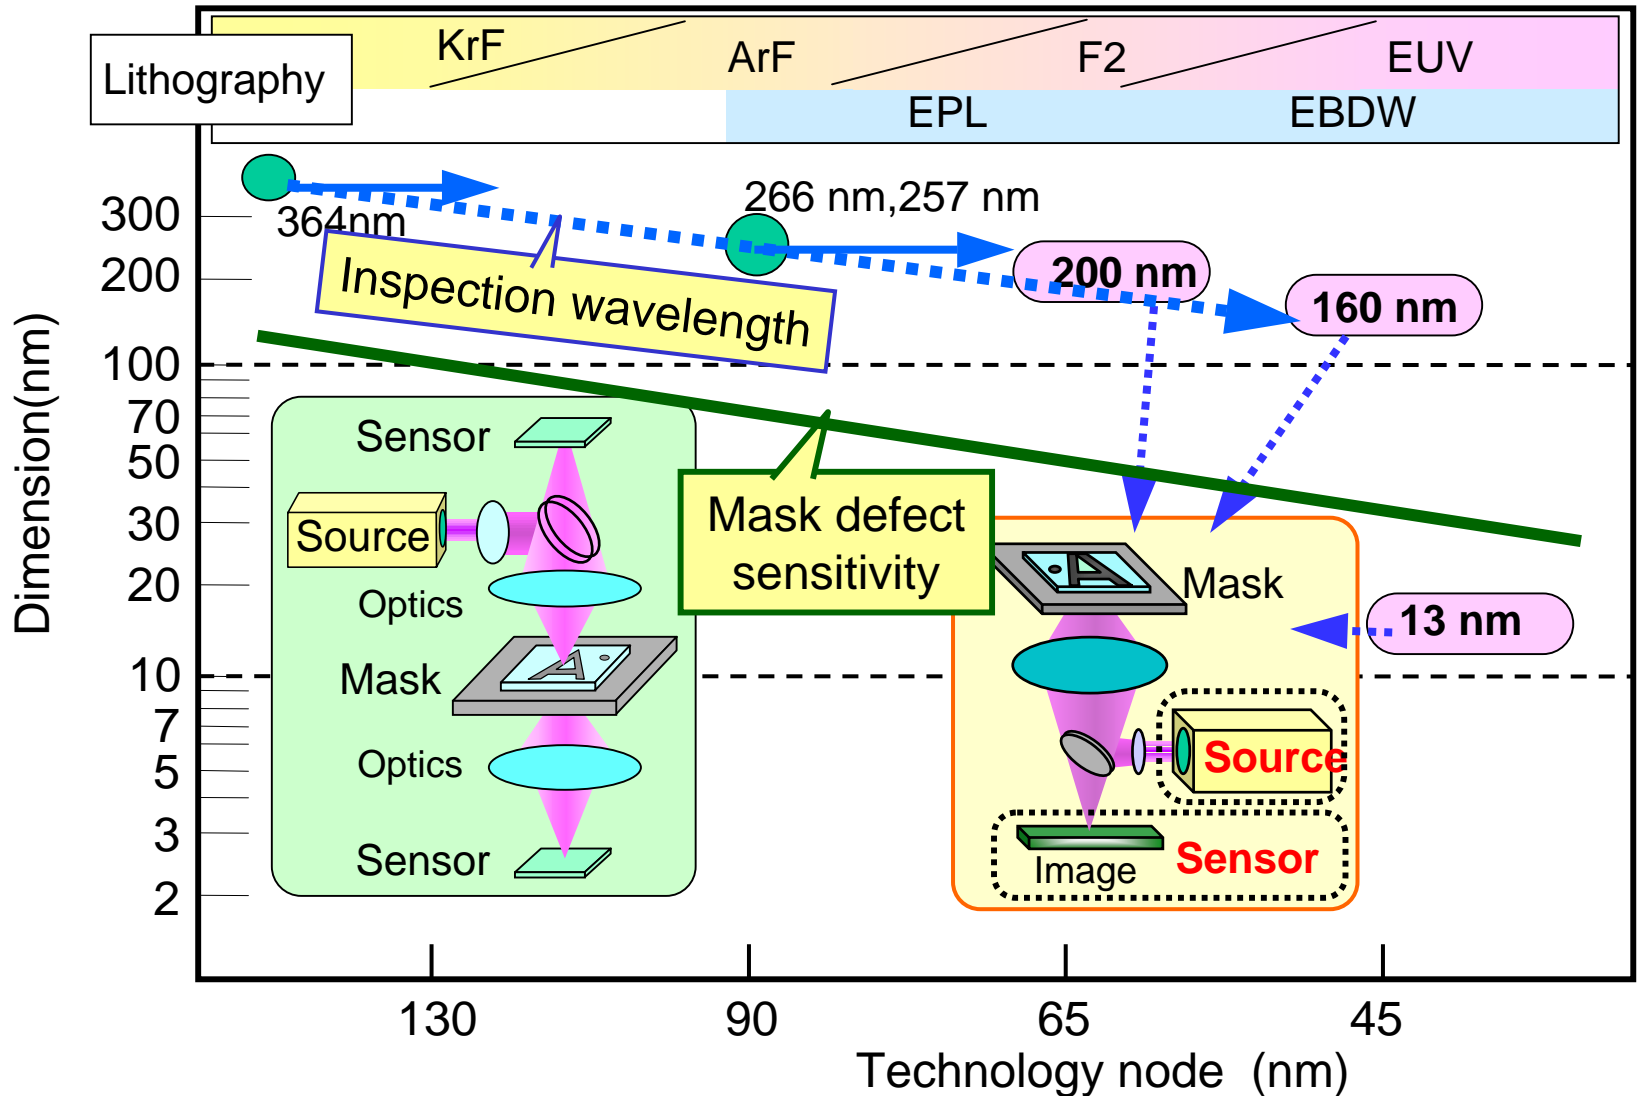 Lithography
KrF
ArF
F2
EUV
EPL
EBDW
364nm
266 nm,257 nm
200 nm
160 nm
Inspection wavelength
Dimension(nm)
300
200
100
70
50
30
20
10
7
5
3
2
Sensor
Source
Optics
Mask
A
Optics
Sensor
Mask defect
sensitivity
A
Mask
13 nm
Source
Image
Sensor
130
90
65
45
Technology node (nm)